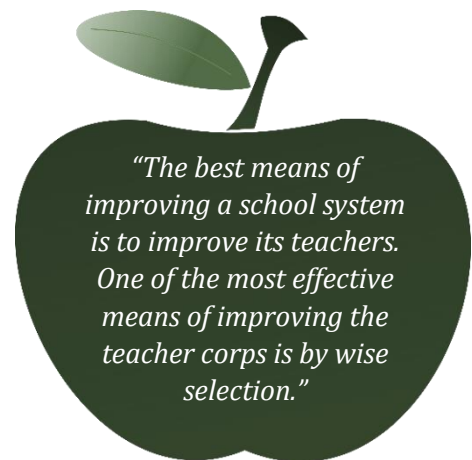 “The best means of
improving a school system
is to improve its teachers.
One of the most effective
means of improving the
teacher corps is by wise
selection.”